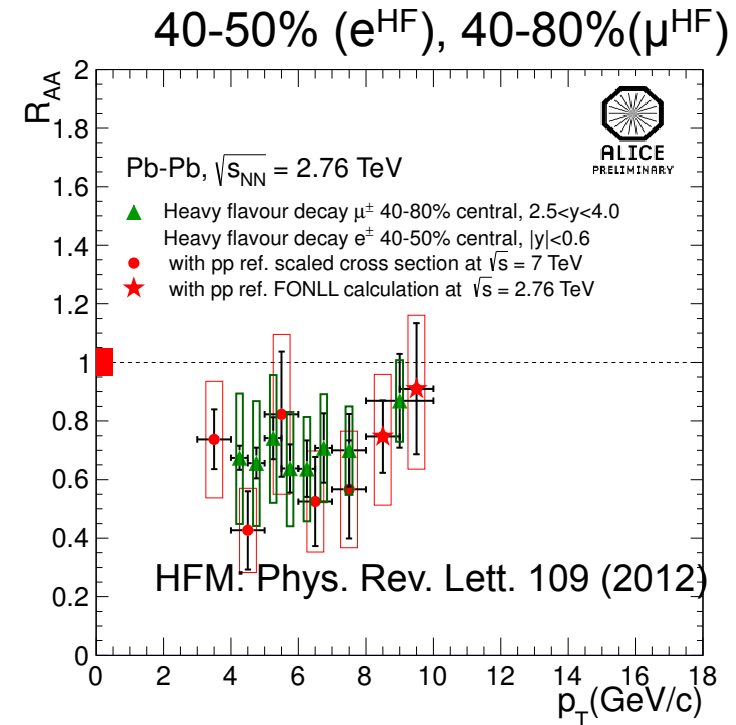 40-50% (e^HF), 40-80%(μ^HF)
R_AA
2
1.8
1.6
1.4
1.2
1
0.8
0.6
0.4
0.2
0
ALICE
PRELIMINARY
Pb-Pb, √s_NN = 2.76 TeV
Heavy flavour decay μ± 40-80% central, 2.5<y<4.0
Heavy flavour decay e± 40-50% central, |y|<0.6
with pp ref. scaled cross section at √s = 7 TeV
with pp ref. FONLL calculation at √s = 2.76 TeV
HFM: Phys. Rev. Lett. 109 (2012)
0 2 4 6 8 10 12 14 16 18
p_T(GeV/c)